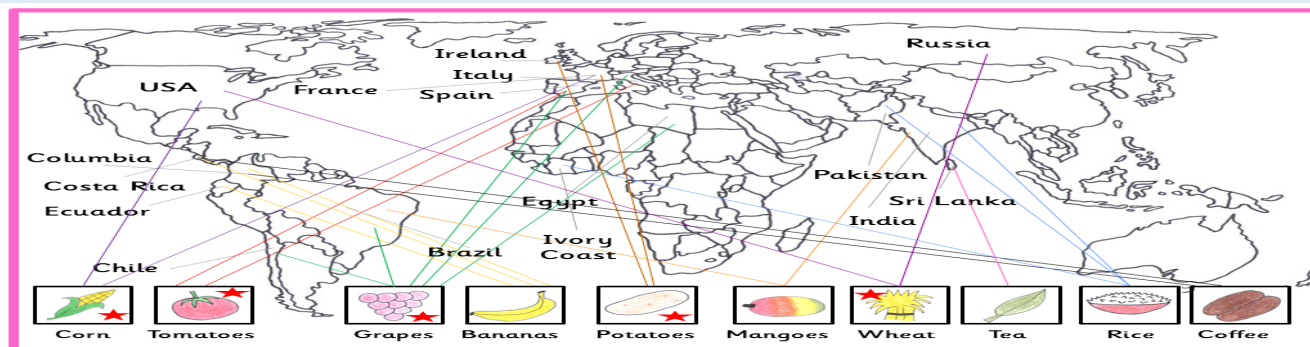 Ireland
Russia
Italy
USA
France
Spain
Columbia
Costa Rica
Ecuador
Pakistan
Sri Lanka
Egypt
India
Ivory
Coast
Brazil
Chile
Corn
Tomatoes
Grapes
Bananas
Potatoes
Mangoes
Wheat
Tea
Rice
Coffee